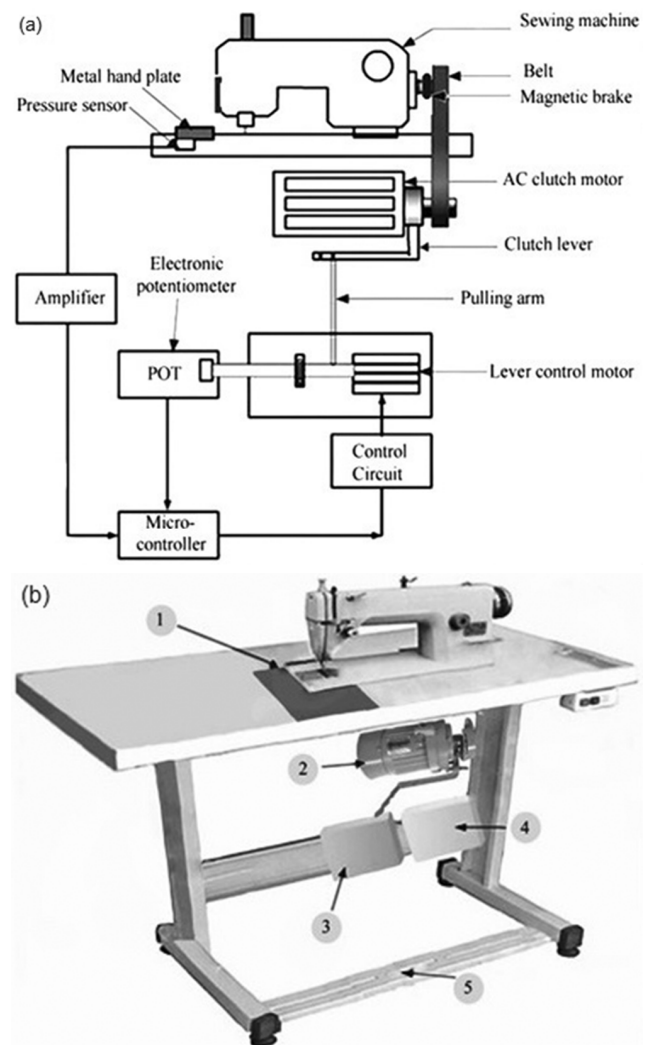 (a)
Sewing machine
Metal hand plate
Pressure sensor
Belt
Magnetic brake
AC clutch motor
Clutch lever
Electronic
potentiometer
Amplifier
Pulling arm
POT
Lever control motor
Control
Circuit
Micro-
controller
(b)
1
2
3
4
5